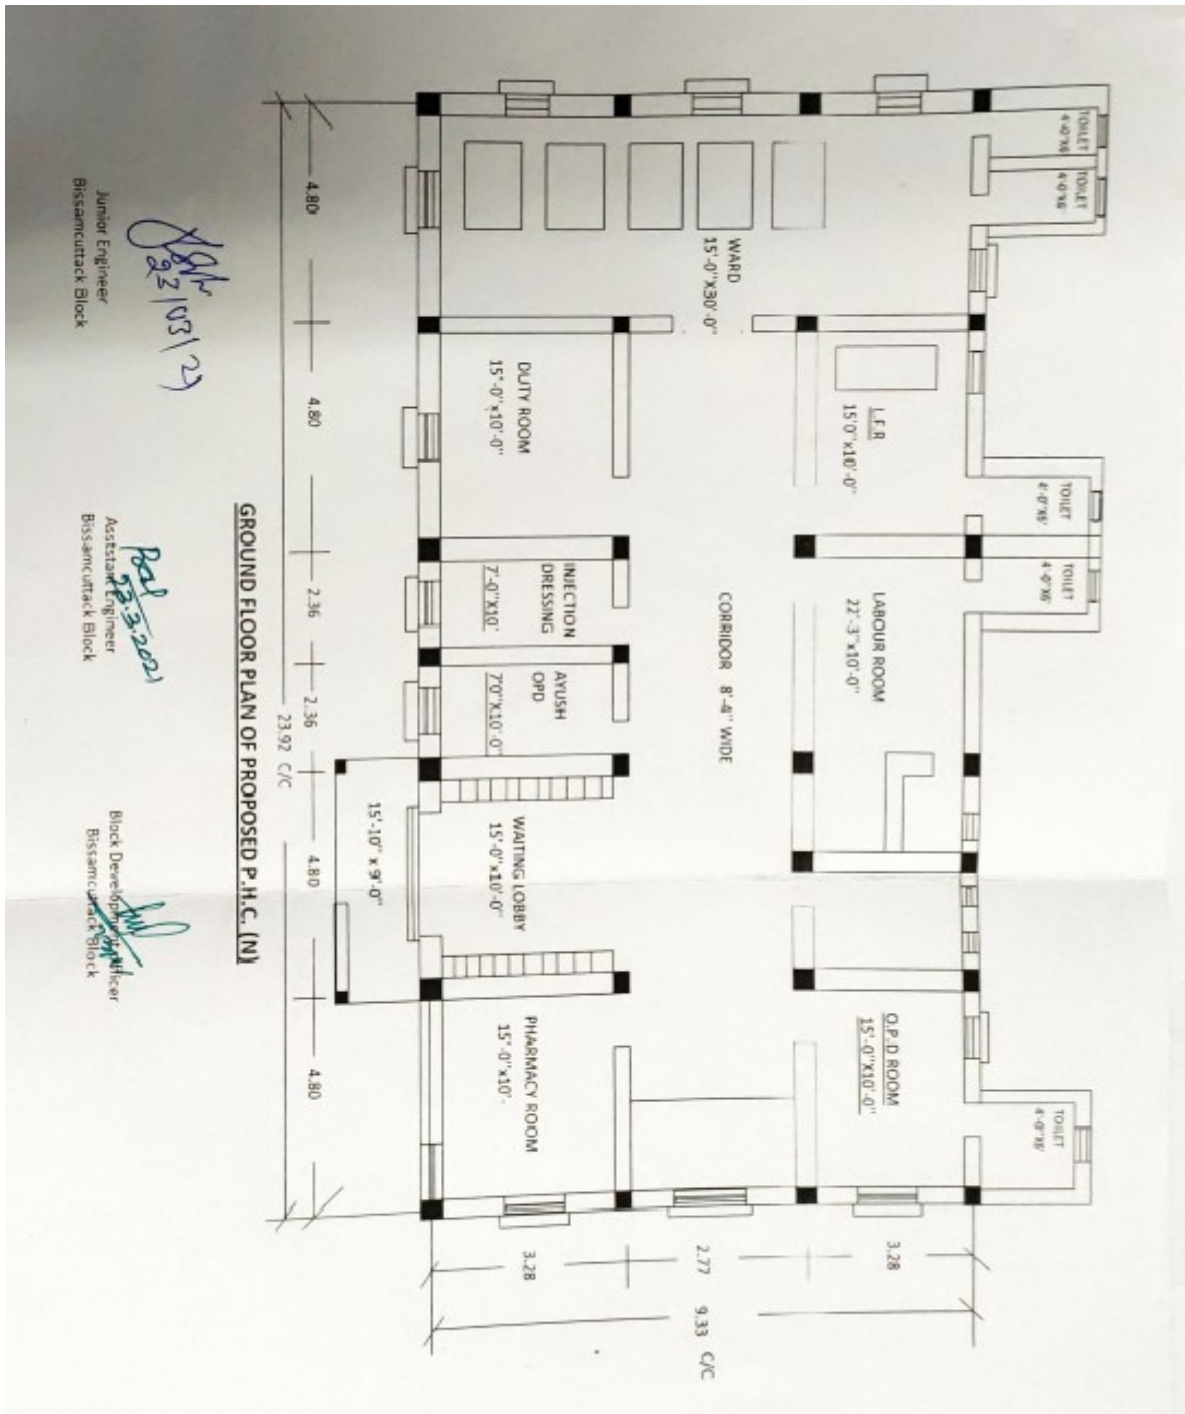 TOILET
4'-0"X6'
TOILET
4'-0"X6'
TOILET
4'-0"X6'
TOILET
4'-0"X6'
TOILET
4'-0"X6'
WARD
15'-0"X30'-0"
L.F.R
15'0"x10'-0"
LABOUR ROOM
22'-3"x10'-0"
O.P.D ROOM
15'-0"X10'-0"
CORRIDOR 8'-4" WIDE
DUTY ROOM
15'-0"x10'-0"
INJECTION
DRESSING
7'-0"X10'
AYUSH
OPD
7'0"X10'-0"
WAITING LOBBY
15'-0"x10'-0"
PHARMACY ROOM
15'-0"x10'-
15'-10" x 9'-0"
3.28
2.77
3.28
9.33 C/C
4.80
4.80
2.36
2.36
4.80
4.80
23.92 C/C
GROUND FLOOR PLAN OF PROPOSED P.H.C. (N)
23/03/21
Junior Engineer
Bissamcuttack Block
23.3.2021
Asststant Engineer
Bissamcuttack Block
Block Development Officer
Bissamcuttack Block